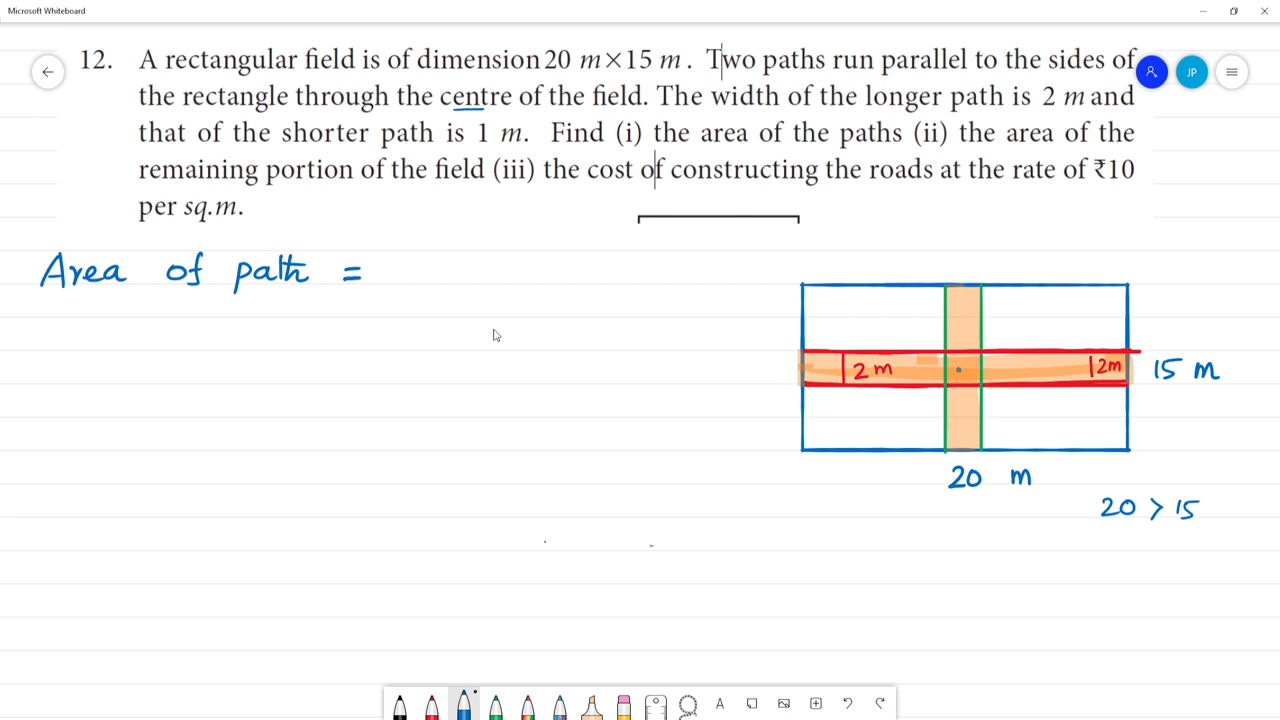 Microsoft Whiteboard
12. A rectangular field is of dimension 20 m×15 m. Two paths run parallel to the sides of
the rectangle through the centre of the field. The width of the longer path is 2 m and
that of the shorter path is 1 m. Find (i) the area of the paths (ii) the area of the
remaining portion of the field (iii) the cost of constructing the roads at the rate of ₹10
per sq.m.
JP
Area of path =
2 m
2m
15 m
20 m
20 > 15
A